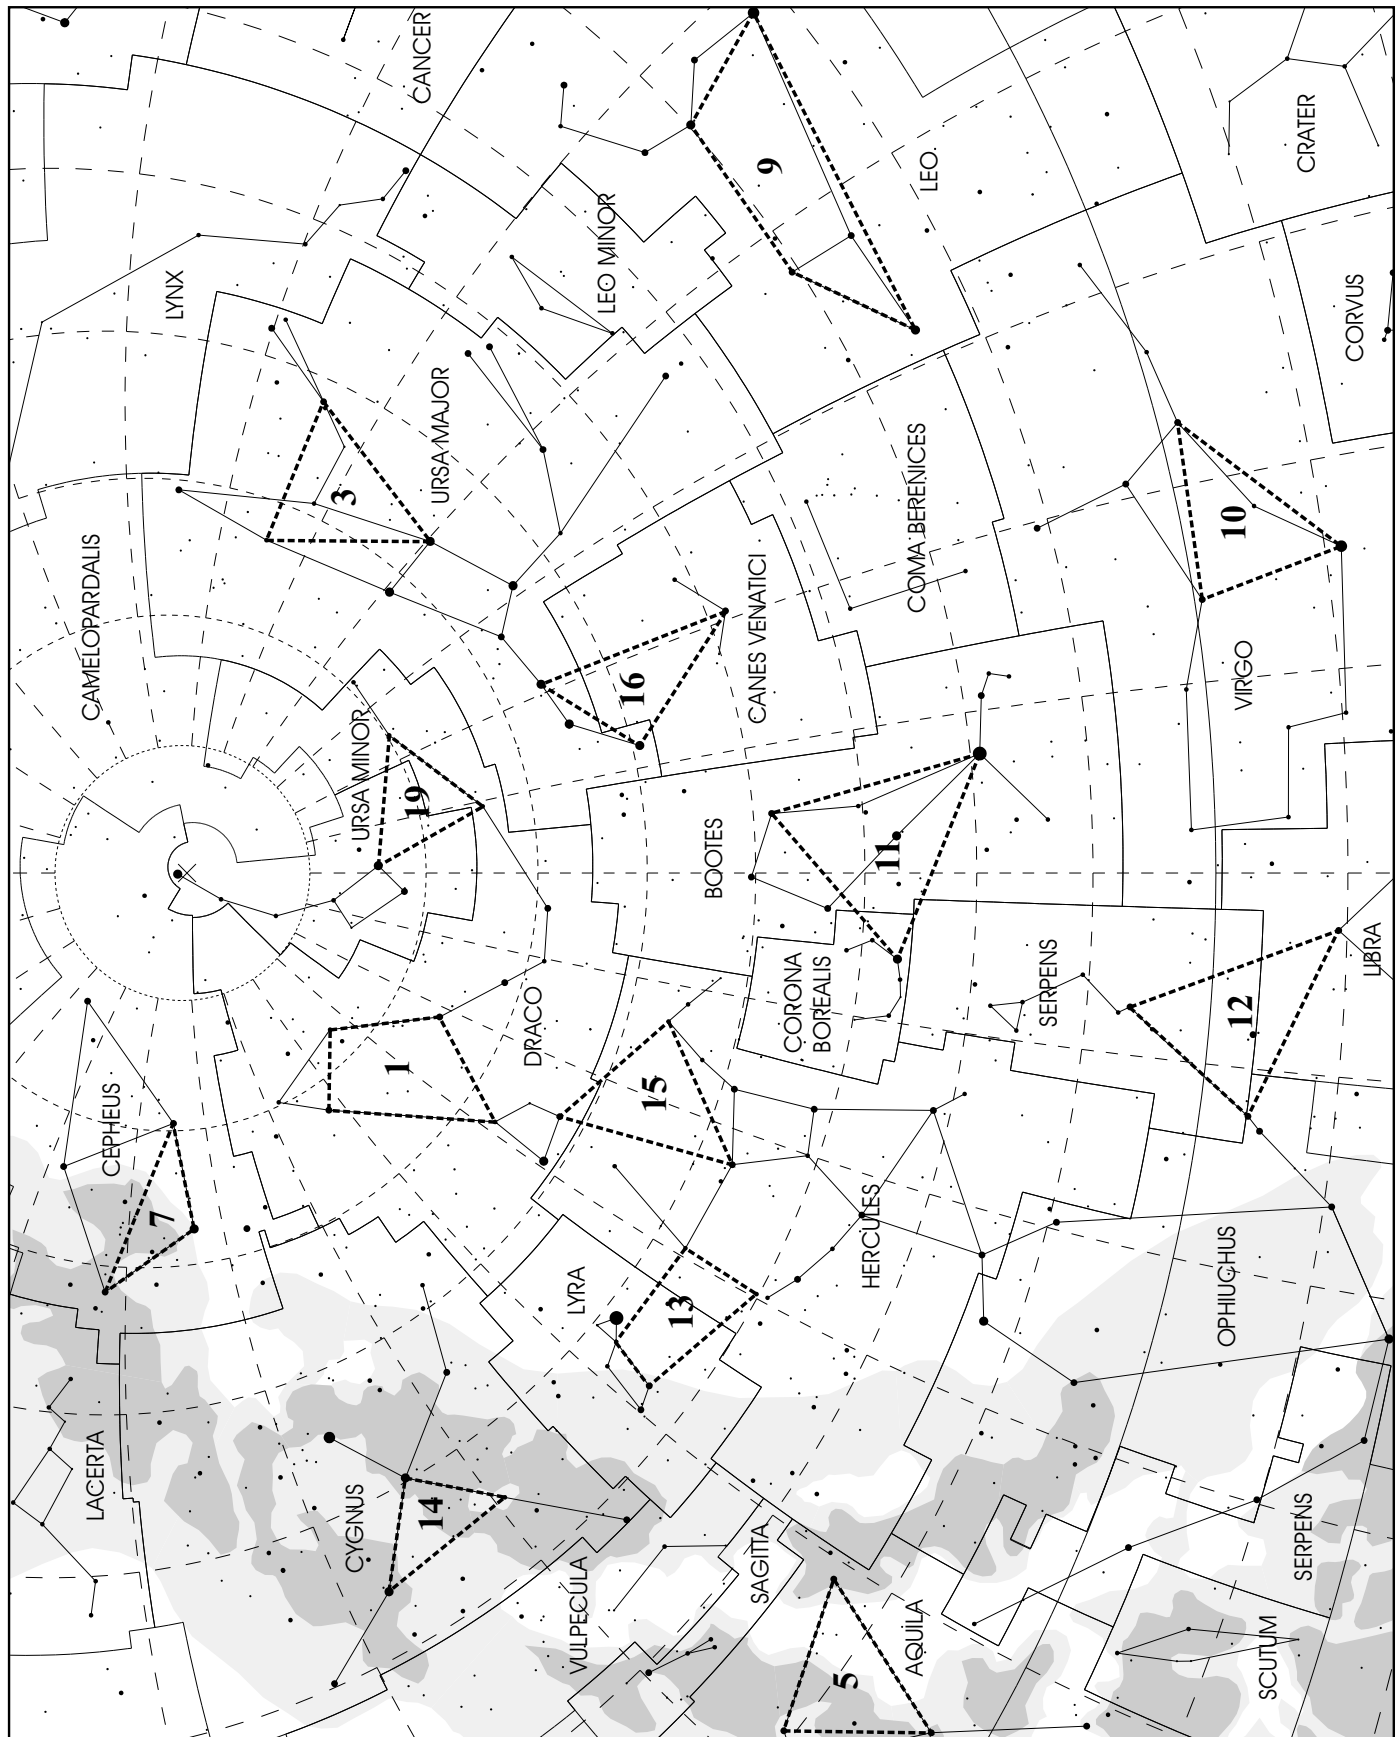 CANCER
LYNX
LEO MINOR
9
LEO
CRATER
CORVUS
3
URSA MAJOR
CAMELOPARDALIS
COMA BERENICES
10
VIRGO
16
CANES VENATICI
URSA MINOR
19
BOOTES
11
CORONA
BOREALIS
SERPENS
12
LIBRA
DRACO
1
CEPHEUS
7
15
HERCULES
LYRA
13
OPHIUCHUS
LACERTA
CYGNUS
14
VULPECULA
SAGITTA
AQUILA
5
SERPENS
SCUTUM